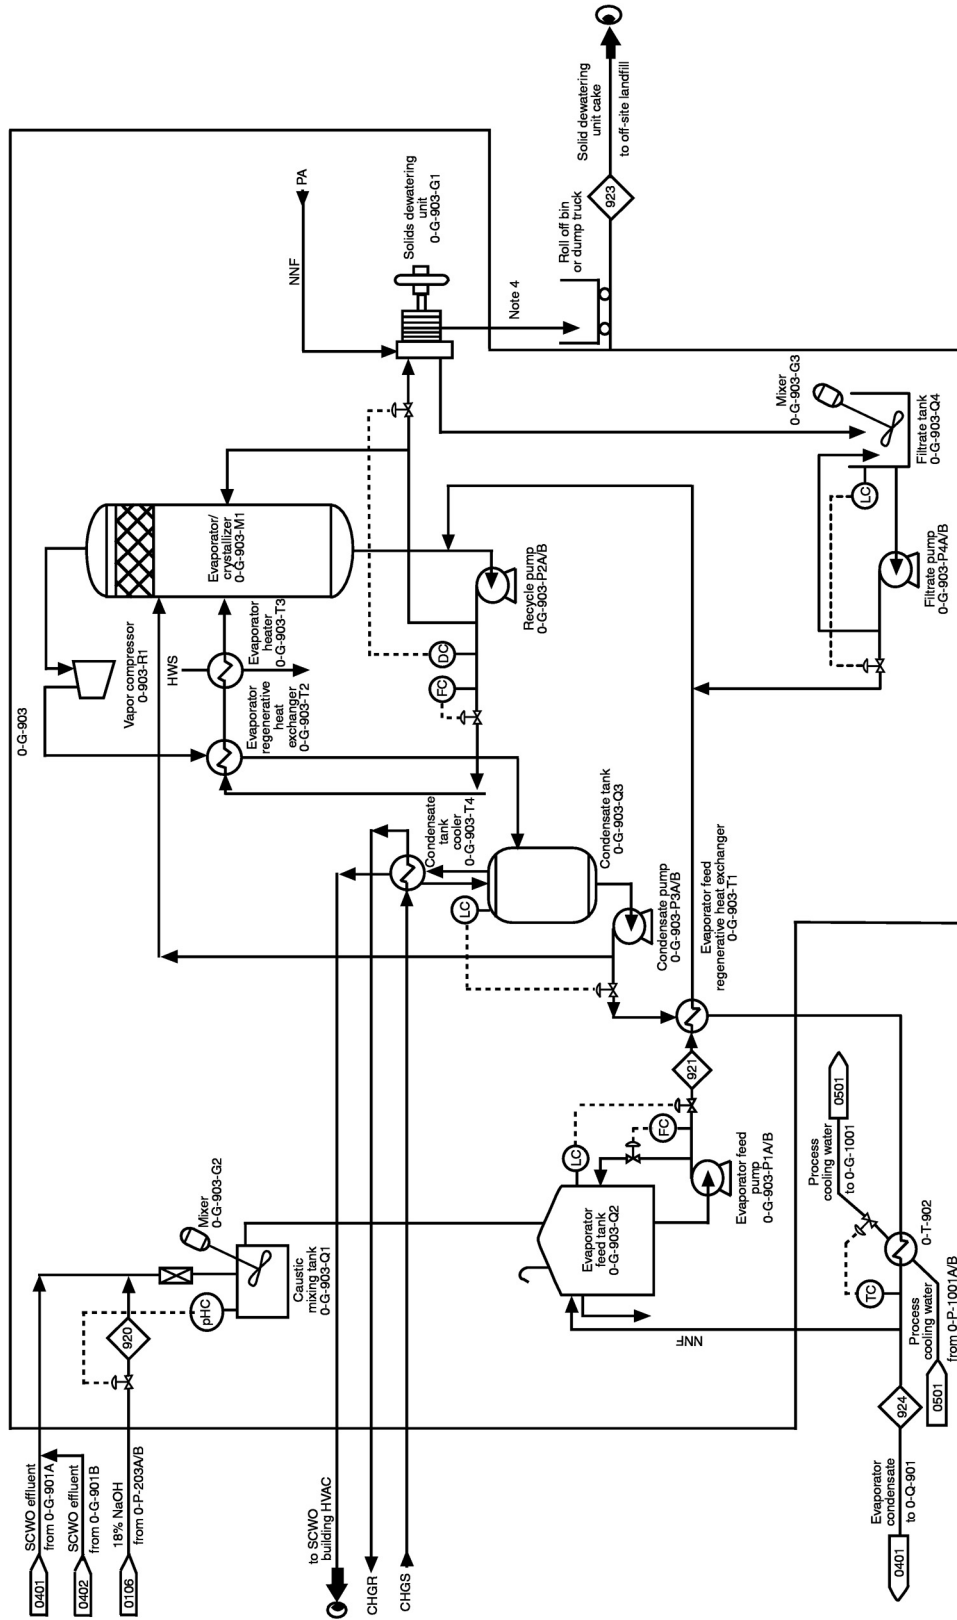 0401
SCWO effluent
from 0-G-901A
0402
SCWO effluent
from 0-G-901B
0106
18% NaOH
from 0-P-203A/B
920
pHC
Mixer
0-G-903-G2
Caustic
mixing tank
0-G-903-Q1
to SCWO
building HVAC
CHGR
CHGS
0-G-903
Vapor compressor
0-903-R1
HWS
Evaporator
heater
0-G-903-T3
Evaporator
regenerative
heat
exchanger
0-G-903-T2
Evaporator/
crystallizer
0-G-903-M1
NNF
PA
Solids dewatering
unit
0-G-903-G1
Note 4
Roll off bin
or dump truck
923
Solid dewatering
unit cake
to off-site landfill
DC
FC
Recycle pump
0-G-903-P2A/B
Condensate
tank
cooler
0-G-903-T4
LC
Condensate tank
0-G-903-Q3
Condensate pump
0-G-903-P3A/B
Evaporator feed
regenerative heat exchanger
0-G-903-T1
921
LC
FC
Evaporator
feed tank
0-G-903-Q2
Evaporator feed
pump
0-G-903-P1A/B
NNF
Mixer
0-G-903-G3
LC
Filtrate tank
0-G-903-Q4
Filtrate pump
0-G-903-P4A/B
0501
Process
cooling water
to 0-G-1001
0-T-902
TC
Process
cooling water
from 0-P-1001A/B
0501
924
Evaporator
condensate
to 0-Q-901
0401